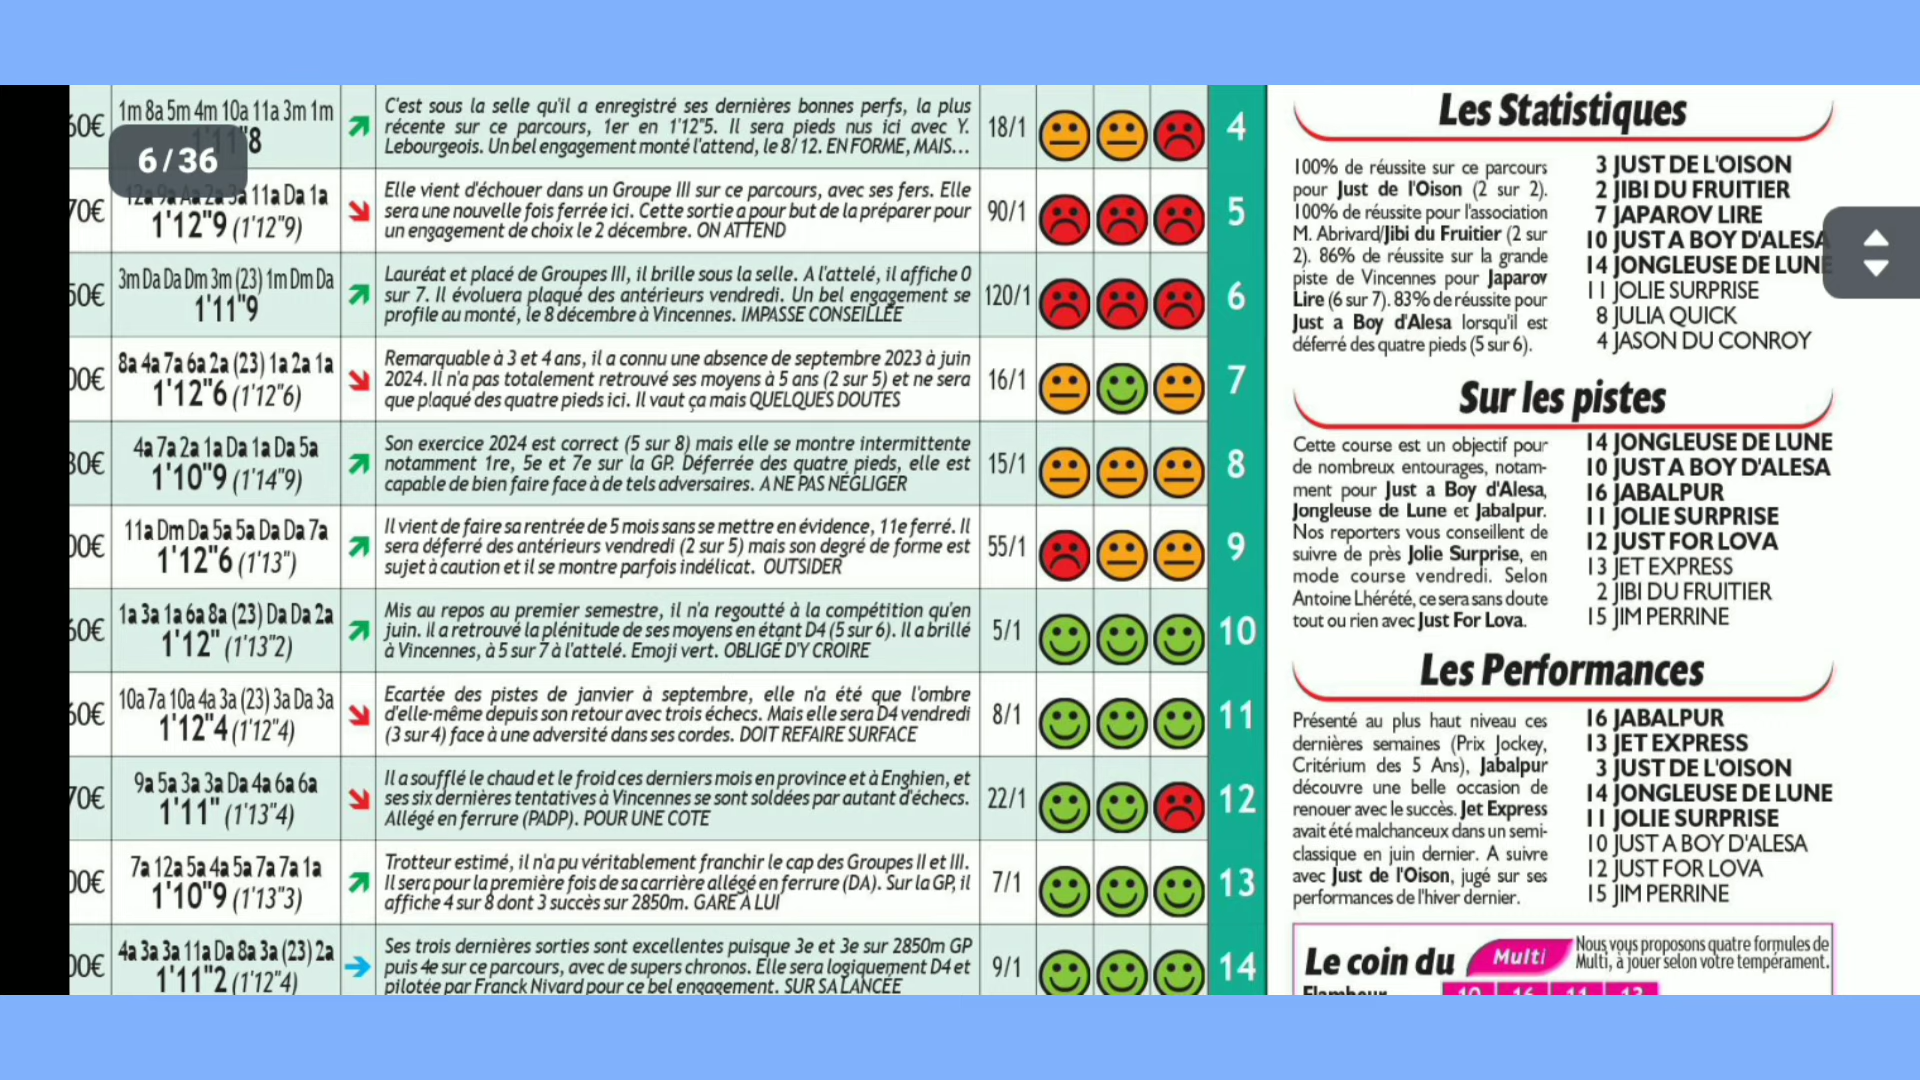 60€ 1m 8a 5m 4m 10a 11a 3m 1m
C'est sous la selle qu'il a enregistré ses dernières bonnes perfs, la plus
récente sur ce parcours, 1er en 1'12"5. Il sera pieds nus ici avec Y.
Lebourgeois. Un bel engagement monté l'attend, le 8/12. EN FORME, MAIS...
18/1 4
6/36
11a Da 1a
70€ 1'12"9 (1'12"9)
Elle vient d'échouer dans un Groupe III sur ce parcours, avec ses fers. Elle
sera une nouvelle fois ferrée ici. Cette sortie a pour but de la préparer pour
un engagement de choix le 2 décembre. ON ATTEND
90/1 5
3m Da Da Dm 3m (23) 1m Dm Da
1'11"9
Lauréat et placé de Groupes III, il brille sous la selle. A l'attelé, il affiche 0
sur 7. Il évoluera plaqué des antérieurs vendredi. Un bel engagement se
profile au monté, le 8 décembre à Vincennes. IMPASSE CONSEILLÉE
120/1 6
00€ 8a 4a 7a 6a 2a (23) 1a 2a 1a
1'12"6 (1'12"6)
Remarquable à 3 et 4 ans, il a connu une absence de septembre 2023 à juin
2024. Il n'a pas totalement retrouvé ses moyens à 5 ans (2 sur 5) et ne sera
que plaqué des quatre pieds ici. Il vaut ça mais QUELQUES DOUTES
16/1 7
4a 7a 2a 1a Da 1a Da 5a
1'10"9 (1'14"9)
Son exercice 2024 est correct (5 sur 8) mais elle se montre intermittente
notamment 1re, 5e et 7e sur la GP. Déferrée des quatre pieds, elle est
capable de bien faire face à de tels adversaires. A NE PAS NÉGLIGER
15/1 8
00€ 11a Dm Da 5a 5a Da Da 7a
1'12"6 (1'13")
Il vient de faire sa rentrée de 5 mois sans se mettre en évidence, 11e ferré. Il
sera déferré des antérieurs vendredi (2 sur 5) mais son degré de forme est
sujet à caution et il se montre parfois indélicat. OUTSIDER
55/1 9
1a 3a 1a 6a 8a (23) Da Da 2a
1'12" (1'13"2)
Mis au repos au premier semestre, il n'a regoutté à la compétition qu'en
juin. Il a retrouvé la plénitude de ses moyens en étant D4 (5 sur 6). Il a brillé
à Vincennes, à 5 sur 7 à l'attelé. Emoji vert. OBLIGÉ D'Y CROIRE
5/1 10
10a 7a 10a 4a 3a (23) 3a Da 3a
1'12"4 (1'12"4)
Ecartée des pistes de janvier à septembre, elle n'a été que l'ombre
d'elle-même depuis son retour avec trois échecs. Mais elle sera D4 vendredi
(3 sur 4) face à une adversité dans ses cordes. DOIT REFAIRE SURFACE
8/1 11
70€ 9a 5a 3a 3a Da 4a 6a 6a
1'11" (1'13"4)
Il a soufflé le chaud et le froid ces derniers mois en province et à Enghien, et
ses six dernières tentatives à Vincennes se sont soldées par autant d'échecs.
Allégé en ferrure (PADP). POUR UNE COTE
22/1 12
00€ 7a 12a 5a 4a 5a 7a 7a 1a
1'10"9 (1'13"3)
Trotteur estimé, il n'a pu véritablement franchir le cap des Groupes II et III.
Il sera pour la première fois de sa carrière allégé en ferrure (DA). Sur la GP, il
affiche 4 sur 8 dont 3 succès sur 2850m. GARE À LUI
7/1 13
00€ 4a 3a 3a 11a Da 8a 3a (23) 2a
1'11"2 (1'12"4)
Ses trois dernières sorties sont excellentes puisque 3e et 3e sur 2850m GP
puis 4e sur ce parcours, avec de supers chronos. Elle sera logiquement D4 et
pilotée par Franck Nivard pour ce bel engagement. SUR SA LANCÉE
9/1 14
Les Statistiques
100% de réussite sur ce parcours
pour Just de l'Oison (2 sur 2).
100% de réussite pour l'association
M. Abrivard/Jibi du Fruitier (2 sur
2). 86% de réussite sur la grande
piste de Vincennes pour Japarov
Lire (6 sur 7). 83% de réussite pour
Just a Boy d'Alesa lorsqu'il est
déferré des quatre pieds (5 sur 6).
3 JUST DE L'OISON
2 JIBI DU FRUITIER
7 JAPAROV LIRE
10 JUST A BOY D'ALESA
14 JONGLEUSE DE LUNE
11 JOLIE SURPRISE
8 JULIA QUICK
4 JASON DU CONROY
Sur les pistes
Cette course est un objectif pour
de nombreux entourages, notam-
ment pour Just a Boy d'Alesa,
Jongleuse de Lune et Jabalpur.
Nos reporters vous conseillent de
suivre de près Jolie Surprise, en
mode course vendredi. Selon
Antoine Lhérété, ce sera sans doute
tout ou rien avec Just For Lova.
14 JONGLEUSE DE LUNE
10 JUST A BOY D'ALESA
16 JABALPUR
11 JOLIE SURPRISE
12 JUST FOR LOVA
13 JET EXPRESS
2 JIBI DU FRUITIER
15 JIM PERRINE
Les Performances
Présenté au plus haut niveau ces
dernières semaines (Prix Jockey,
Critérium des 5 Ans), Jabalpur
découvre une belle occasion de
renouer avec le succès. Jet Express
avait été malchanceux dans un semi-
classique en juin dernier. A suivre
avec Just de l'Oison, jugé sur ses
performances de l'hiver dernier.
16 JABALPUR
13 JET EXPRESS
3 JUST DE L'OISON
14 JONGLEUSE DE LUNE
11 JOLIE SURPRISE
10 JUST A BOY D'ALESA
12 JUST FOR LOVA
15 JIM PERRINE
Le coin du Multi
Nous vous proposons quatre formules de
Multi, à jouer selon votre tempérament.